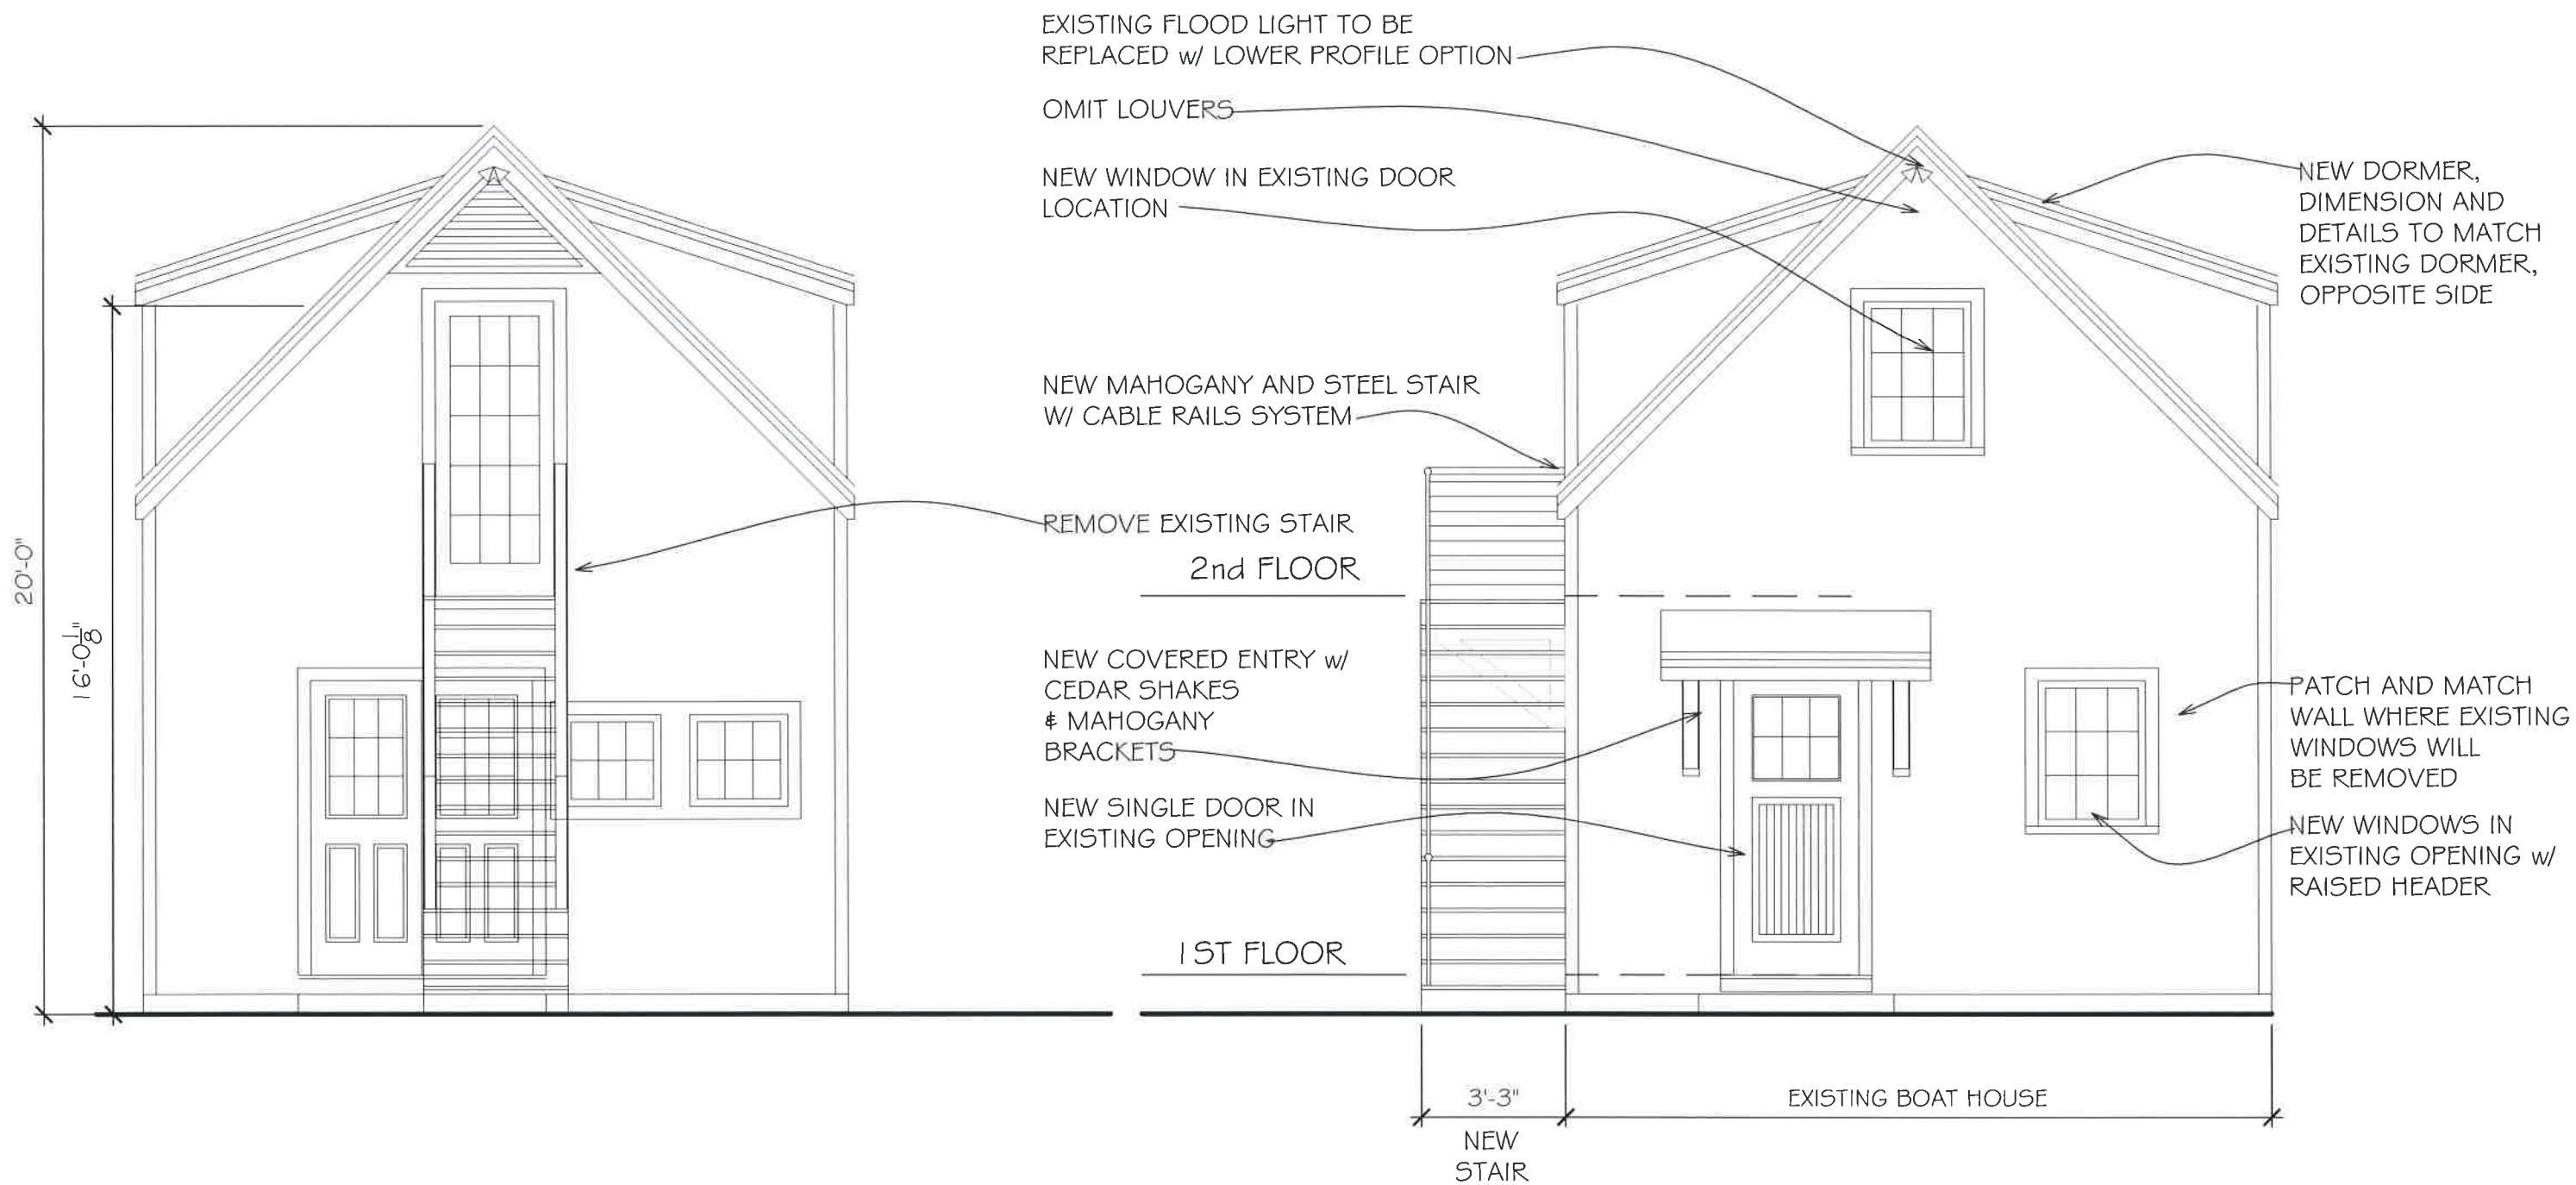 EXISTING FLOOD LIGHT TO BE
REPLACED w/ LOWER PROFILE OPTION
OMIT LOUVERS
NEW WINDOW IN EXISTING DOOR
LOCATION
NEW DORMER,
DIMENSION AND
DETAILS TO MATCH
EXISTING DORMER,
OPPOSITE SIDE
NEW MAHOGANY AND STEEL STAIR
W/ CABLE RAILS SYSTEM
REMOVE EXISTING STAIR
20'-0"
16'-0 1/8"
2nd FLOOR
NEW COVERED ENTRY w/
CEDAR SHAKES
& MAHOGANY
BRACKETS
NEW SINGLE DOOR IN
EXISTING OPENING
PATCH AND MATCH
WALL WHERE EXISTING
WINDOWS WILL
BE REMOVED
NEW WINDOWS IN
EXISTING OPENING w/
RAISED HEADER
1ST FLOOR
3'-3"
NEW
STAIR
EXISTING BOAT HOUSE